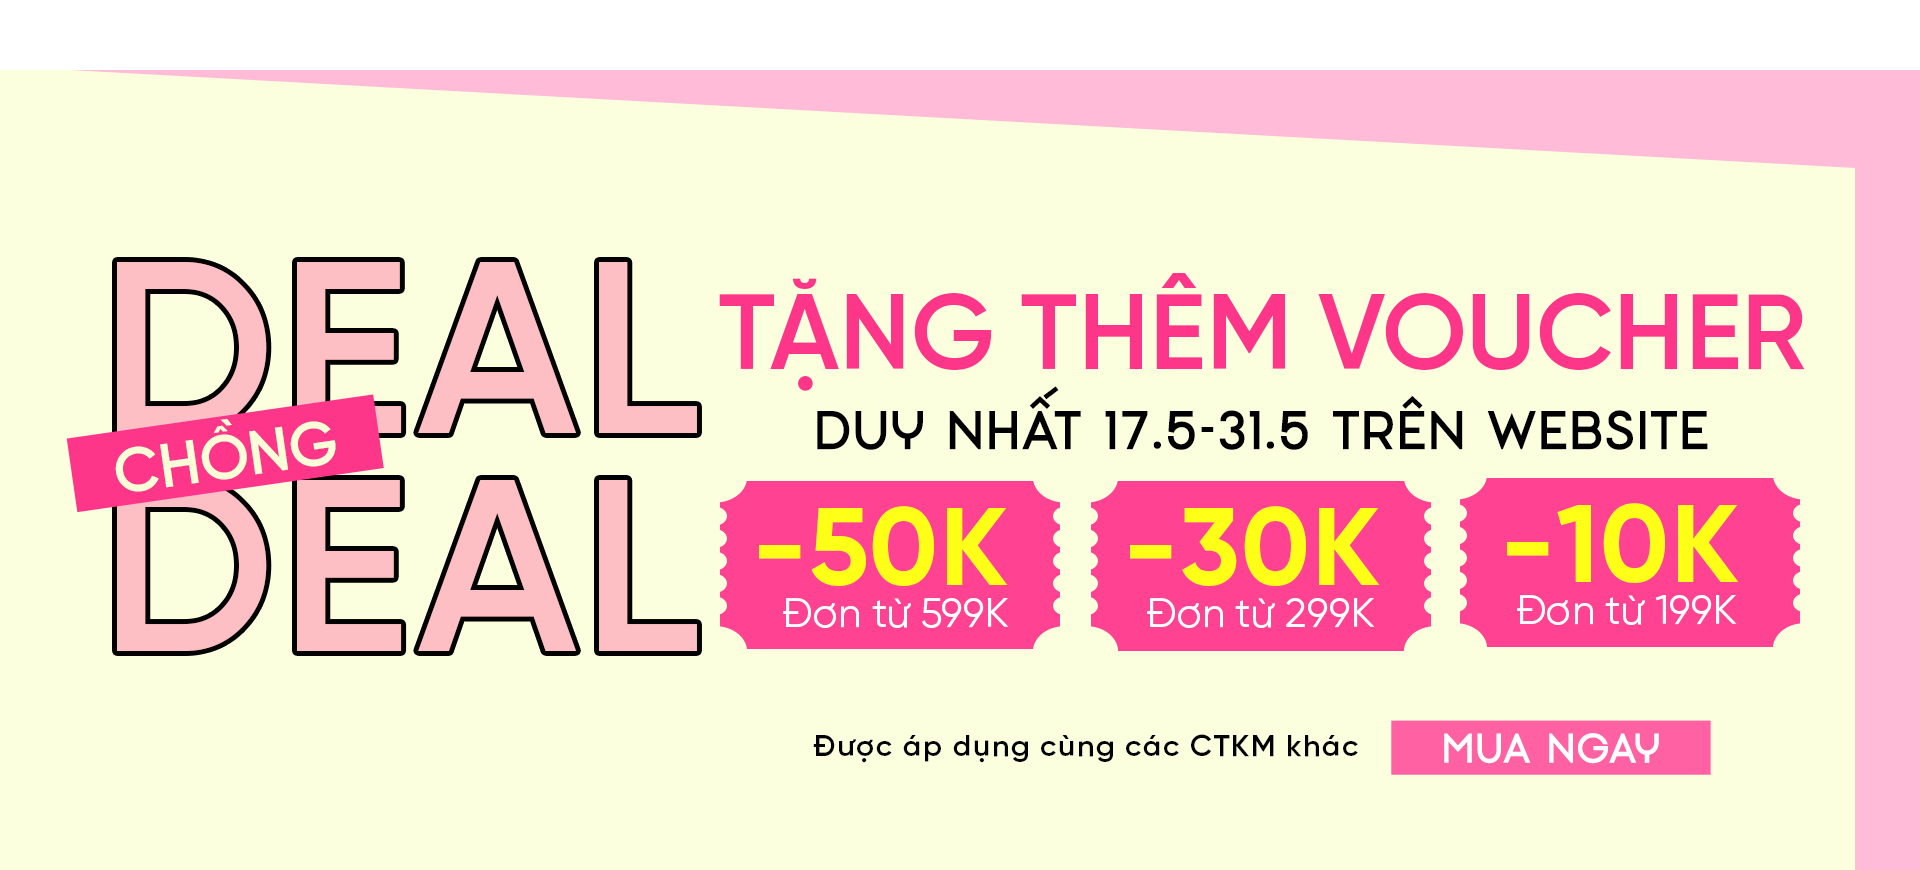 DEAL
CHỒNG
DEAL
TẶNG THÊM VOUCHER
DUY NHẤT 17.5-31.5 TRÊN WEBSITE
-50K
Đơn từ 599K
-30K
Đơn từ 299K
-10K
Đơn từ 199K
Được áp dụng cùng các CTKM khác
MUA NGAY